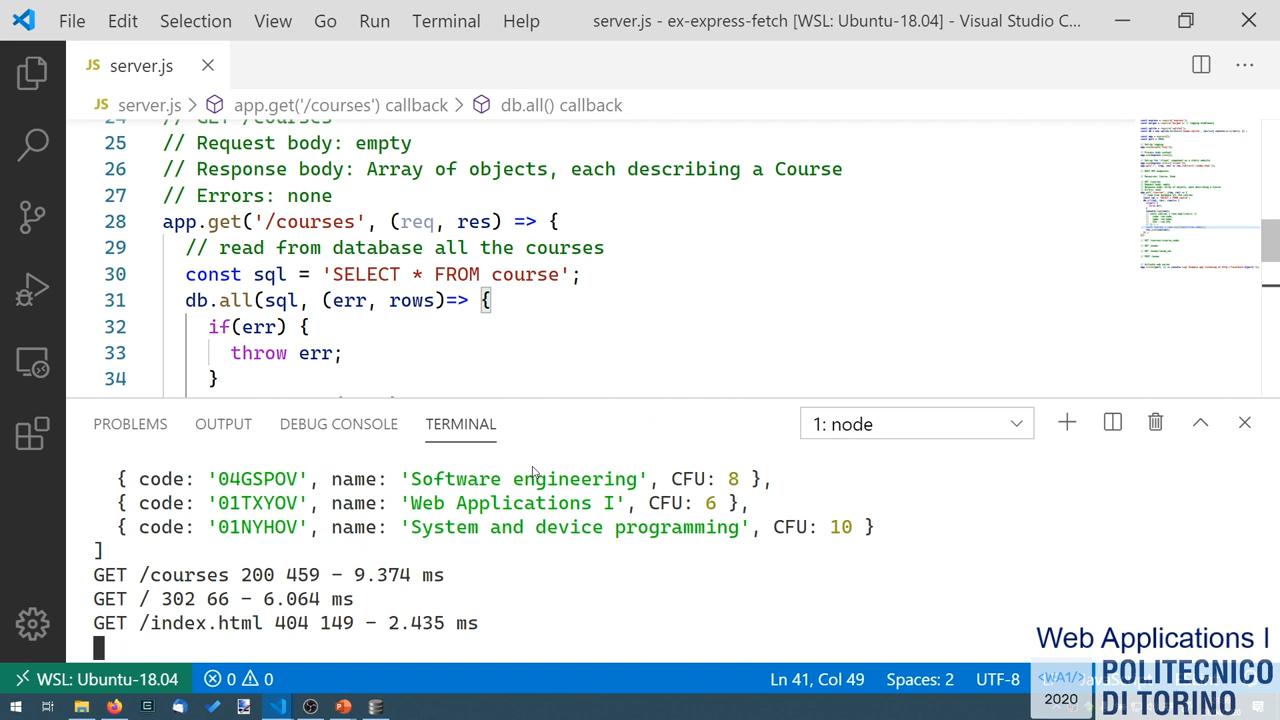 File Edit Selection View Go Run Terminal Help server.js - ex-express-fetch [WSL: Ubuntu-18.04] - Visual Studio C...
JS server.js
JS server.js > app.get('/courses') callback > db.all() callback
24 // GET /courses
25 // Request body: empty
26 // Response body: Array of objects, each describing a Course
27 // Errors: none
28 app.get('/courses', (req, res) => {
29 // read from database all the courses
30 const sql = 'SELECT * FROM course';
31 db.all(sql, (err, rows)=> {
32 if(err) {
33 throw err;
34 }
PROBLEMS OUTPUT DEBUG CONSOLE TERMINAL 1: node
{ code: '04GSPOV', name: 'Software engineering', CFU: 8 },
{ code: '01TXYOV', name: 'Web Applications I', CFU: 6 },
{ code: '01NYHOV', name: 'System and device programming', CFU: 10 }
]
GET /courses 200 459 - 9.374 ms
GET / 302 66 - 6.064 ms
GET /index.html 404 149 - 2.435 ms
Web Applications I
WSL: Ubuntu-18.04 0 0 Ln 41, Col 49 Spaces: 2 UTF-8
<WA1/>
2020
POLITECNICO
DI TORINO